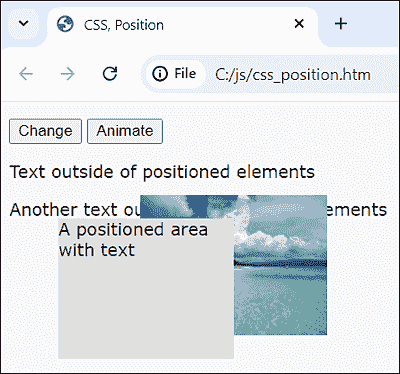 CSS, Position
File C:/js/css_position.htm
Change Animate
Text outside of positioned elements
Another text ou ements
A positioned area
with text